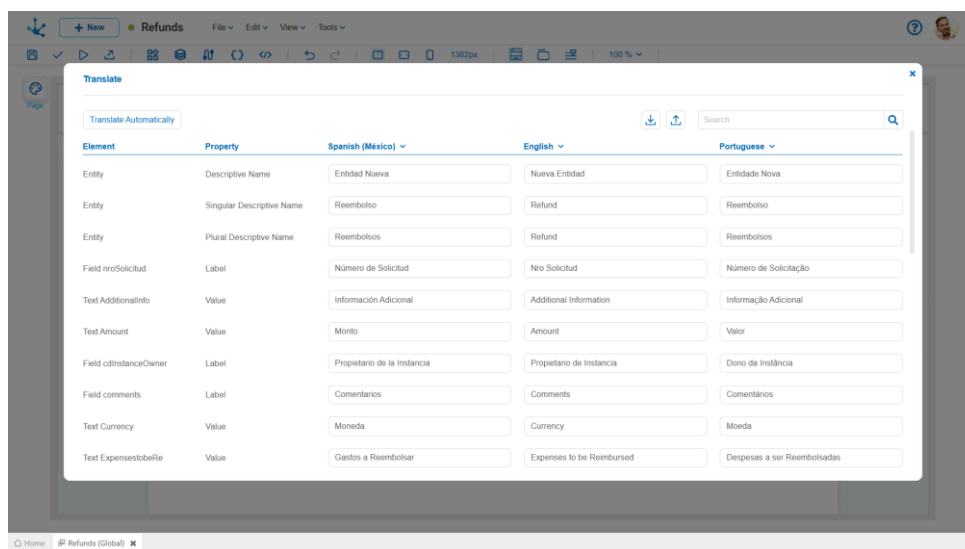 + New Refunds File Edit View Tools
1382px 100 %
Page
Translate
Translate Automatically Search
Element Property Spanish (México) English Portuguese
Entity Descriptive Name Entidad Nueva Nueva Entidad Entidade Nova
Entity Singular Descriptive Name Reembolso Refund Reembolso
Entity Plural Descriptive Name Reembolsos Refund Reembolsos
Field nroSolicitud Label Número de Solicitud Nro Solicitud Número de Solicitação
Text AdditionalInfo Value Información Adicional Additional Information Informação Adicional
Text Amount Value Monto Amount Valor
Field cdInstanceOwner Label Propietario de la Instancia Propietario de Instancia Dono da Instância
Field comments Label Comentarios Comments Comentários
Text Currency Value Moneda Currency Moeda
Text ExpensestobeRe Value Gastos a Reembolsar Expenses to be Reimbursed Despesas a ser Reembolsadas
Home Refunds (Global)